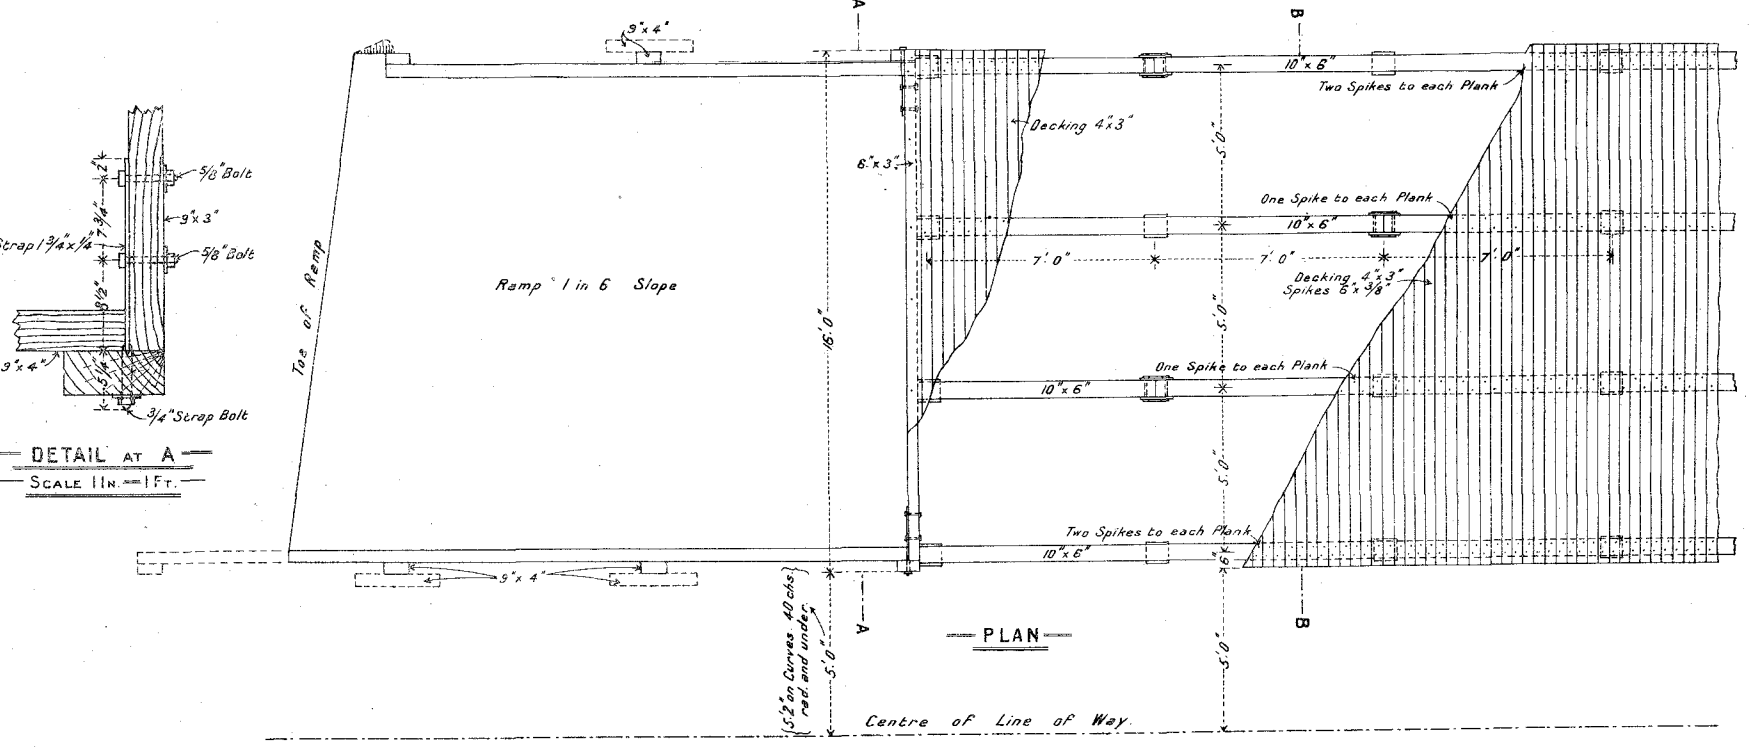 A
B
9"x 4"
10"x 6"
Two Spikes to each Plank
Decking 4"x 3"
5'.0"
6"x 3"
16'.0"
2"
5/8" Bolt
7 3/4"
9"x 3"
Strap 1 3/4"x 1/4"
5/8" Bolt
3 1/2"
9"x 4"
5 1/4"
3/4" Strap Bolt
DETAIL AT A
SCALE 1 IN. = 1 FT.
Toe of Ramp
Ramp 1 in 6 Slope
One Spike to each Plank
10"x 6"
7'.0"
7'.0"
7'.0"
Decking 4"x 3"
Spikes 6"x 3/8"
5'.0"
One Spike to each Plank
10"x 6"
5'.0"
Two Spikes to each Plank
10"x 6"
6"
9"x 4"
A
B
PLAN
5'.2" on Curves 40 chs.
rad. and under.
5'.0"
5'.0"
Centre of Line of Way.